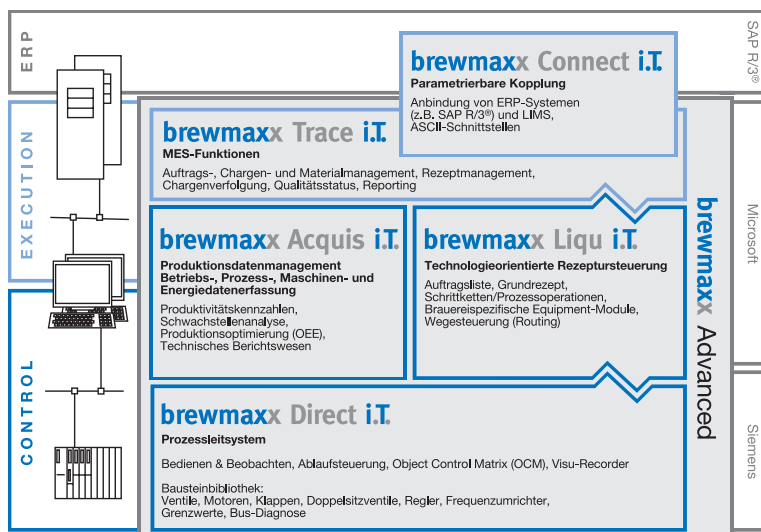 ERP
SAP R/3®
brewmaxx Connect i.T.
Parametrierbare Kopplung
Anbindung von ERP-Systemen
(z.B. SAP R/3®) und LIMS,
ASCII-Schnittstellen
EXECUTION
brewmaxx Trace i.T.
MES-Funktionen
Auftrags-, Chargen- und Materialmanagement, Rezeptmanagement,
Chargenverfolgung, Qualitätsstatus, Reporting
brewmaxx Acquis i.T.
Produktionsdatenmanagement
Betriebs-, Prozess-, Maschinen- und
Energiedatenerfassung
Produktivitätskennzahlen,
Schwachstellenanalyse,
Produktionsoptimierung (OEE),
Technisches Berichtswesen
brewmaxx Liqu i.T.
Technologieorientierte Rezeptursteuerung
Auftragsliste, Grundrezept,
Schrittketten/Prozessoperationen,
Brauereispezifische Equipment-Module,
Wegesteuerung (Routing)
brewmaxx Advanced
Microsoft
CONTROL
brewmaxx Direct i.T.
Prozessleitsystem
Bedienen & Beobachten, Ablaufsteuerung, Object Control Matrix (OCM), Visu-Recorder
Bausteinbibliothek:
Ventile, Motoren, Klappen, Doppelsitzventile, Regler, Frequenzumrichter,
Grenzwerte, Bus-Diagnose
Siemens